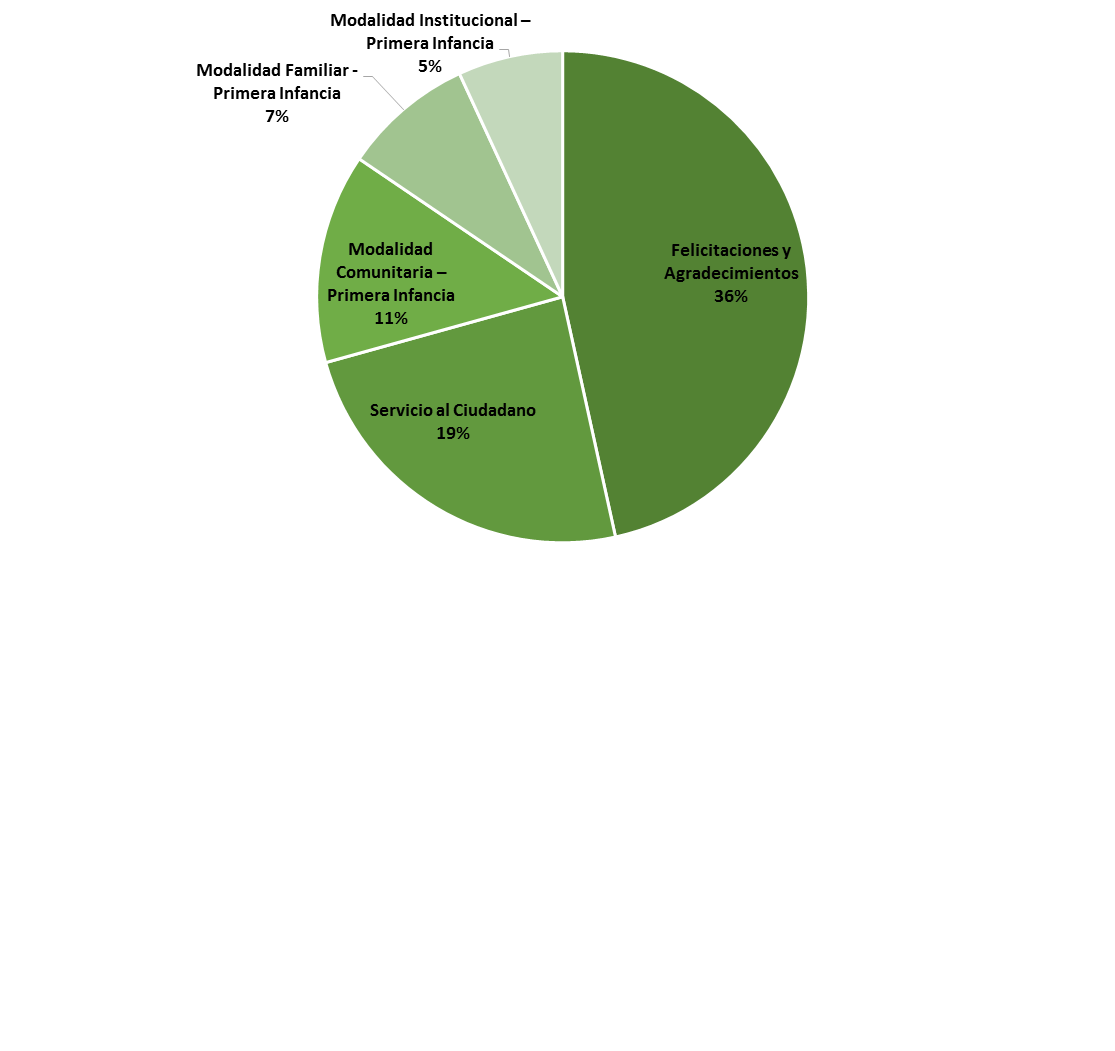 Modalidad Institucional –
Primera Infancia
5%
Modalidad Familiar -
Primera Infancia
7%
Modalidad
Comunitaria –
Primera Infancia
11%
Felicitaciones y
Agradecimientos
36%
Servicio al Ciudadano
19%